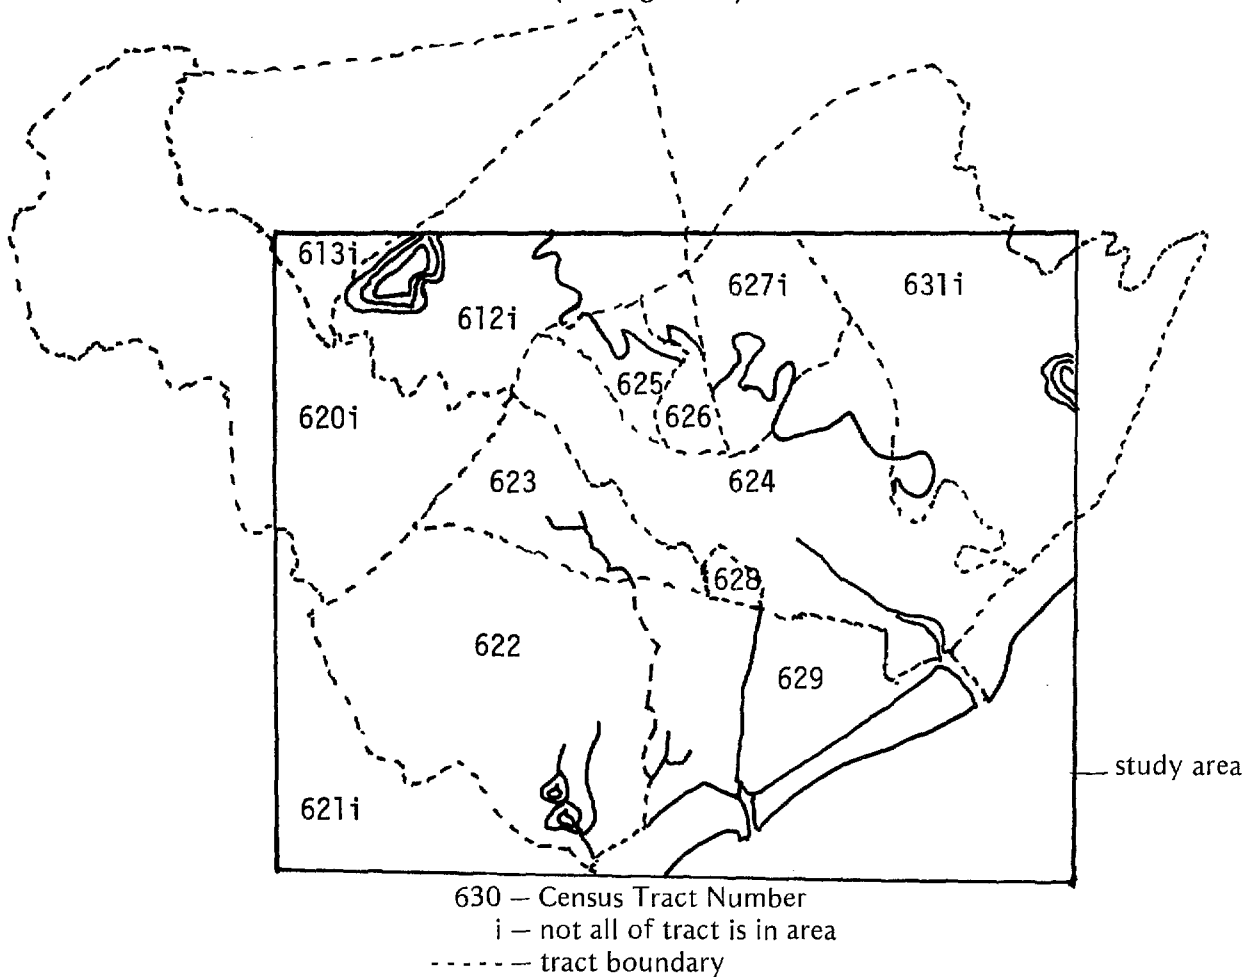 613i
612i
627i
631i
625
626
620i
623
624
628
622
629
621i
study area
630 — Census Tract Number
i — not all of tract is in area
- - - - - - — tract boundary